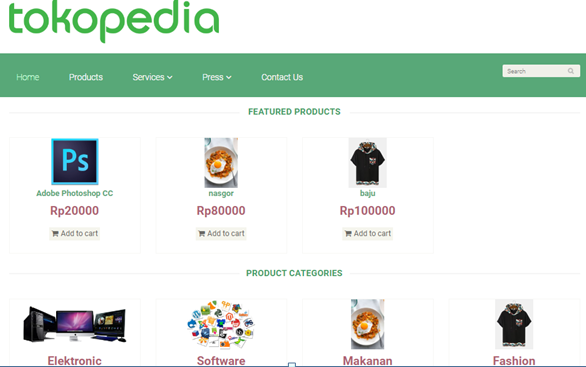 tokopedia
Home Products Services Press Contact Us Search
FEATURED PRODUCTS
Ps
Adobe Photoshop CC nasgor baju
Rp20000 Rp80000 Rp100000
Add to cart Add to cart Add to cart
PRODUCT CATEGORIES
Elektronic Software Makanan Fashion